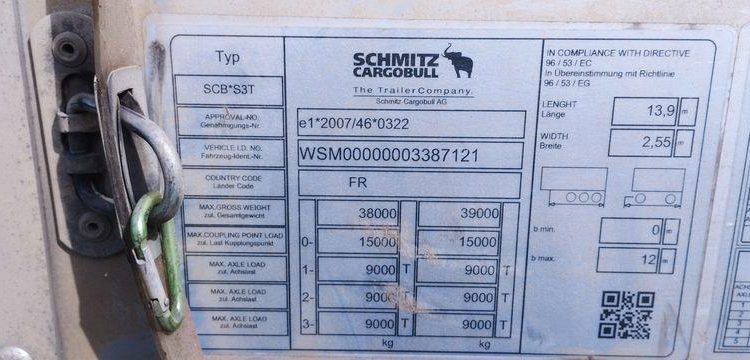 Typ
SCB*S3T
APPROVAL-NO.
Genehmigungs-Nr.
VEHICLE I.D. NO.
Fahrzeug-Ident.-Nr.
COUNTRY CODE
Länder Code
MAX.GROSS WEIGHT
zul. Gesamtgewicht
MAX.COUPLING POINT LOAD
zul. Last Kupplungspunkt
MAX. AXLE LOAD
zul. Achslast
MAX. AXLE LOAD
zul. Achslast
MAX. AXLE LOAD
zul. Achslast
SCHMITZ
CARGOBULL
The TrailerCompany.
Schmitz Cargobull AG
e1*2007/46*0322
WSM00000003387121
FR
38000 39000
0- 15000 15000
1- 9000 T 9000 T
2- 9000 9000
3- 9000 T 9000 T
kg kg
IN COMPLIANCE WITH DIRECTIVE
96 / 53 / EC
In Übereinstimmung mit Richtlinie
96 / 53 / EG
LENGHT
Länge
13,9 m
WIDTH
Breite
2,55 m
b min. 0 m
b max. 12 m